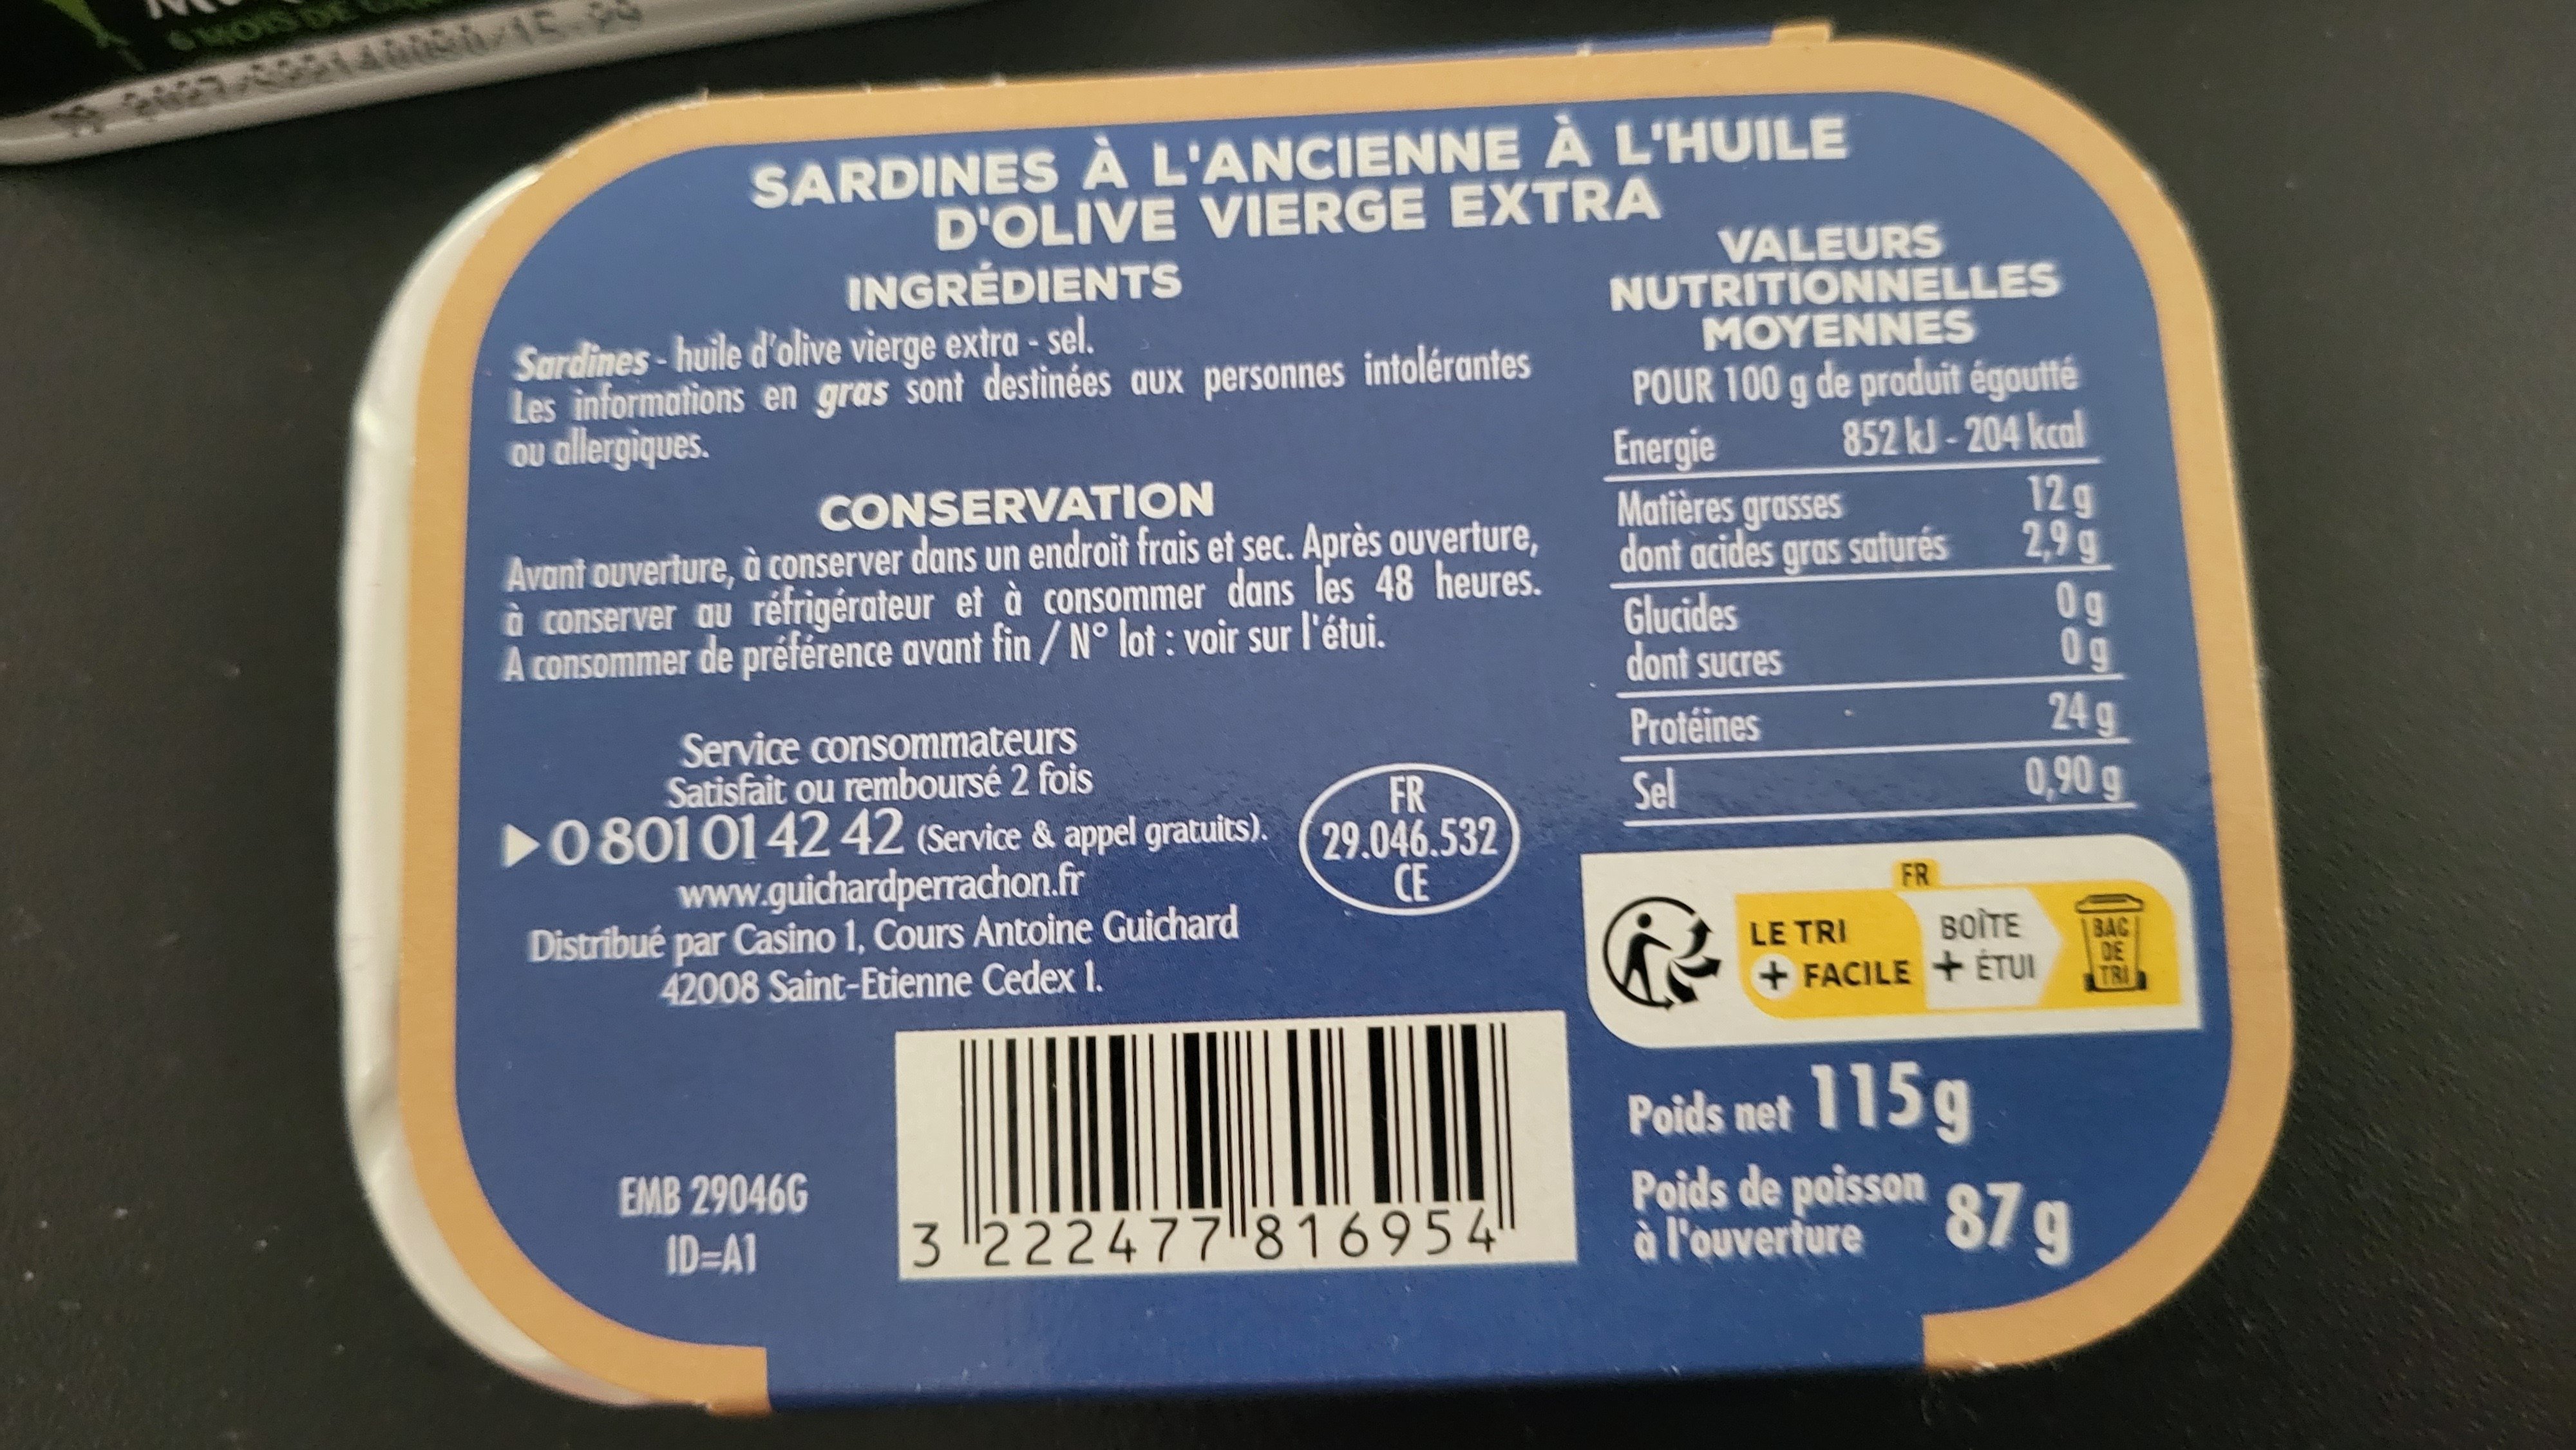 SARDINES À L'ANCIENNE À L'HUILE
D'OLIVE VIERGE EXTRA
INGRÉDIENTS
Sardines - huile d'olive vierge extra - sel.
Les informations en gras sont destinées aux personnes intolérantes
ou allergiques.
CONSERVATION
Avant ouverture, à conserver dans un endroit frais et sec. Après ouverture,
à conserver au réfrigérateur et à consommer dans les 48 heures.
A consommer de préférence avant fin / N° lot : voir sur l'étui.
Service consommateurs
Satisfait ou remboursé 2 fois
0 801 01 42 42 (Service & appel gratuits).
www.guichardperrachon.fr
Distribué par Casino 1, Cours Antoine Guichard
42008 Saint-Etienne Cedex 1.
FR
29.046.532
CE
EMB 29046G
ID=A1
3 222477 816954
VALEURS
NUTRITIONNELLES
MOYENNES
POUR 100 g de produit égoutté
Energie 852 kJ - 204 kcal
Matières grasses 12 g
dont acides gras saturés 2,9 g
Glucides 0 g
dont sucres 0 g
Protéines 24 g
Sel 0,90 g
FR
LE TRI
+ FACILE
BOÎTE
+ ÉTUI
BAC
DE
TRI
Poids net 115 g
Poids de poisson
à l'ouverture 87 g